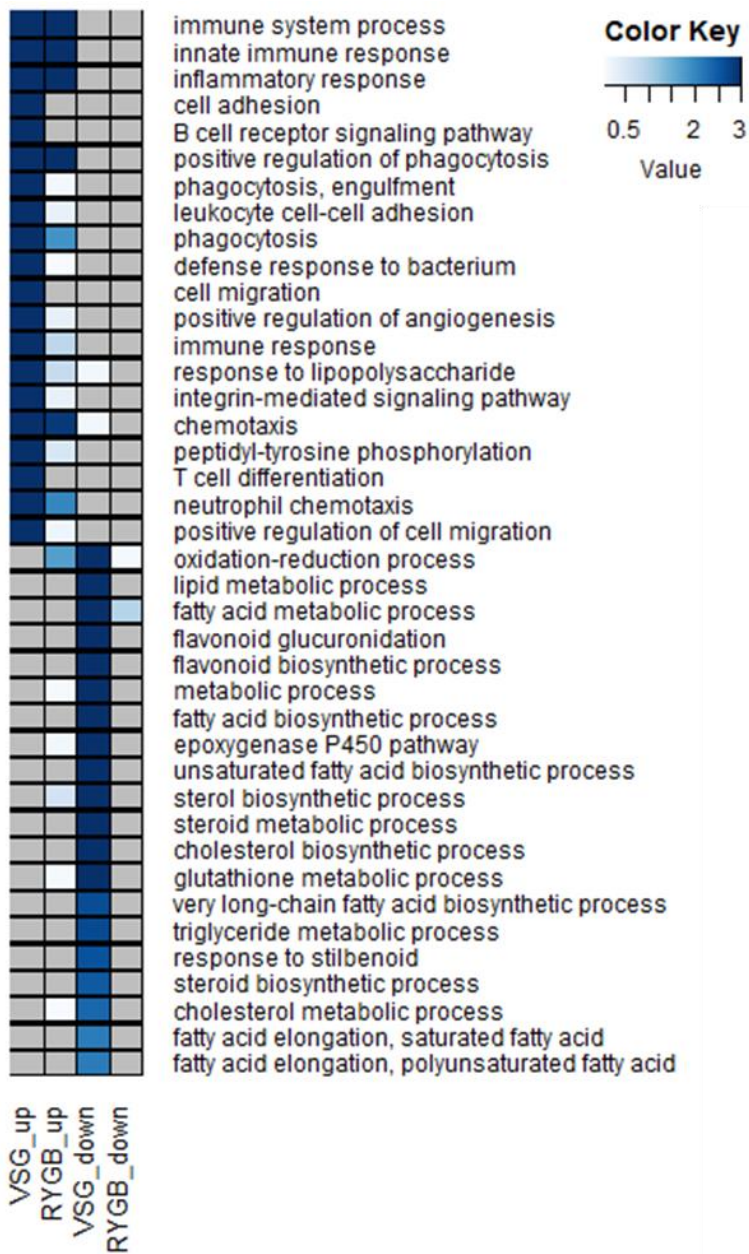 immune system process
innate immune response
inflammatory response
cell adhesion
B cell receptor signaling pathway
positive regulation of phagocytosis
phagocytosis, engulfment
leukocyte cell-cell adhesion
phagocytosis
defense response to bacterium
cell migration
positive regulation of angiogenesis
immune response
response to lipopolysaccharide
integrin-mediated signaling pathway
chemotaxis
peptidyl-tyrosine phosphorylation
T cell differentiation
neutrophil chemotaxis
positive regulation of cell migration
oxidation-reduction process
lipid metabolic process
fatty acid metabolic process
flavonoid glucuronidation
flavonoid biosynthetic process
metabolic process
fatty acid biosynthetic process
epoxygenase P450 pathway
unsaturated fatty acid biosynthetic process
sterol biosynthetic process
steroid metabolic process
cholesterol biosynthetic process
glutathione metabolic process
very long-chain fatty acid biosynthetic process
triglyceride metabolic process
response to stilbenoid
steroid biosynthetic process
cholesterol metabolic process
fatty acid elongation, saturated fatty acid
fatty acid elongation, polyunsaturated fatty acid
VSG_up
RYGB_up
VSG_down
RYGB_down
Color Key
0.5 2 3
Value